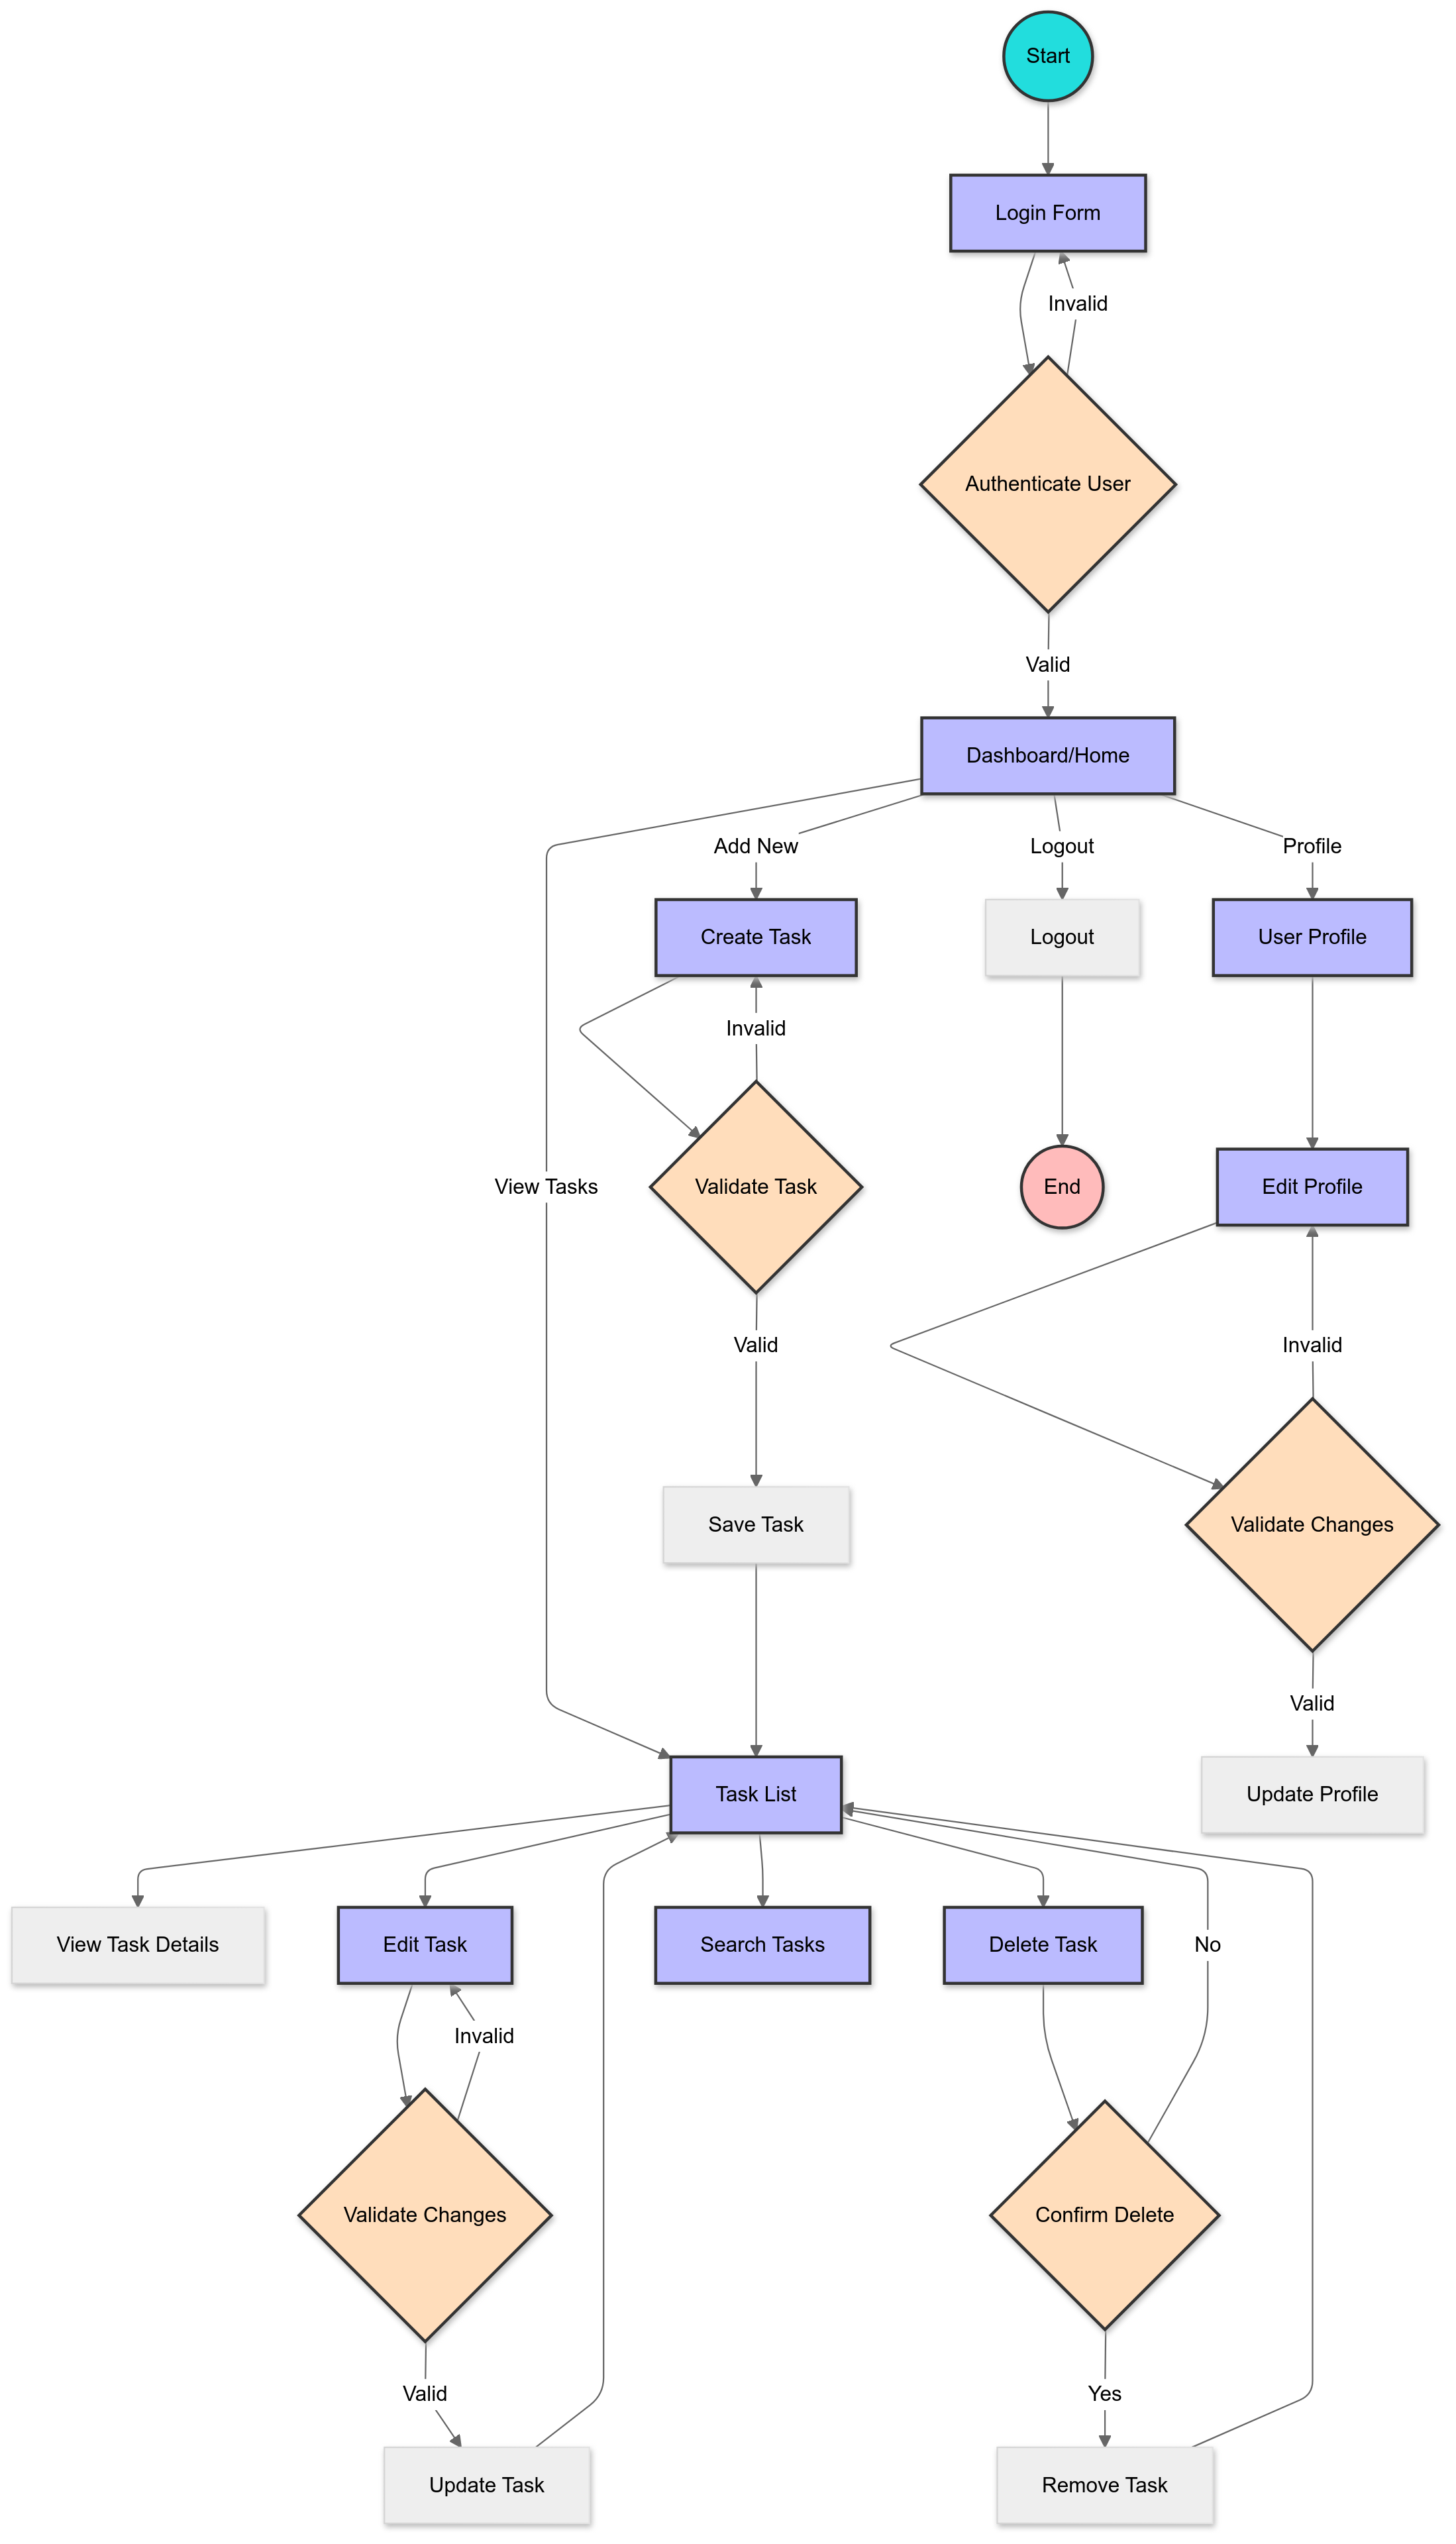 Start
Login Form
Invalid
Authenticate User
Valid
Dashboard/Home
Add New
Logout
Profile
Create Task
Logout
User Profile
Invalid
View Tasks
Validate Task
End
Edit Profile
Valid
Invalid
Save Task
Validate Changes
Valid
Task List
Update Profile
View Task Details
Edit Task
Search Tasks
Delete Task
No
Invalid
Validate Changes
Confirm Delete
Valid
Yes
Update Task
Remove Task